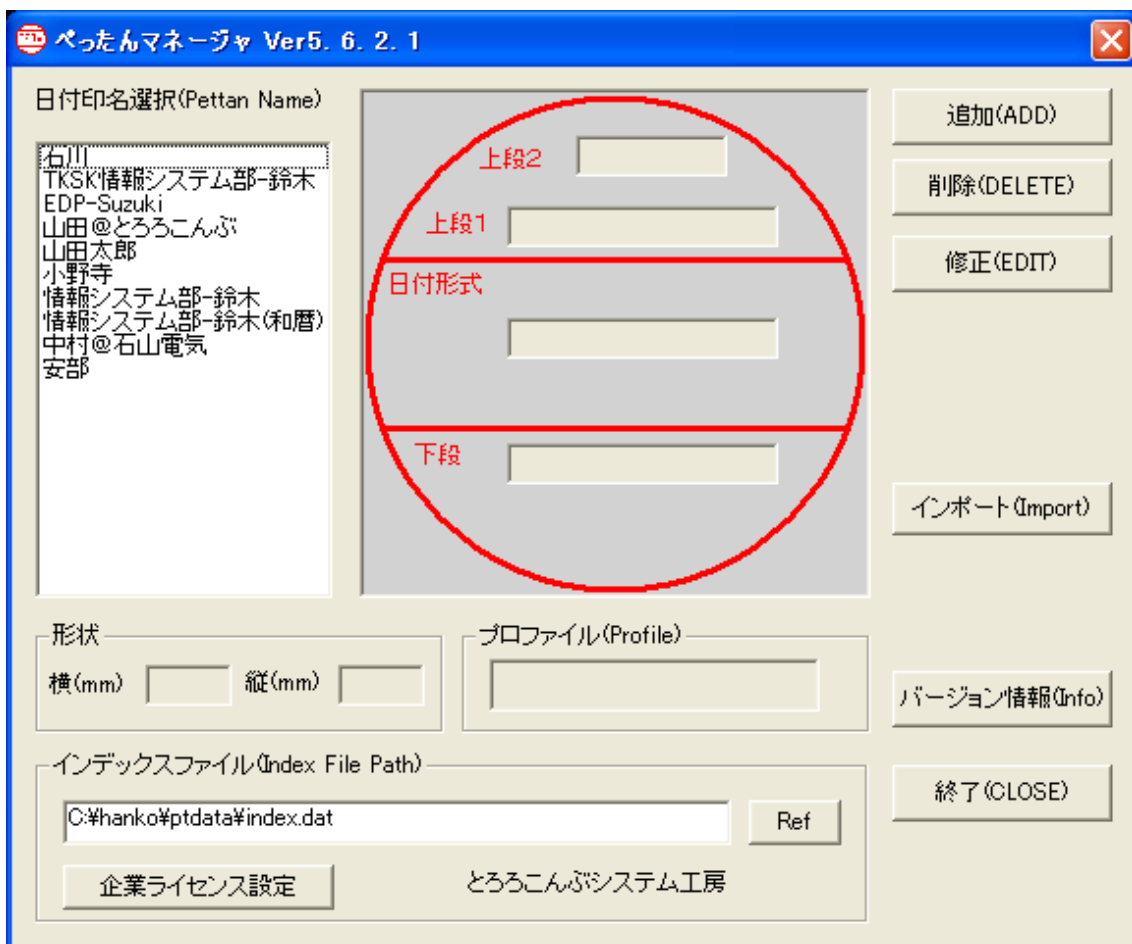 ぺったんマネージャ Ver5. 6. 2. 1
日付印名選択(Pettan Name)
石川
TKSK情報システム部-鈴木
EDP-Suzuki
山田@とろろこんぶ
山田太郎
小野寺
情報システム部-鈴木
情報システム部-鈴木(和暦)
中村@石山電気
安部
上段2
上段1
日付形式
下段
追加(ADD)
削除(DELETE)
修正(EDIT)
インポート(Import)
バージョン情報(Info)
終了(CLOSE)
形状
横(mm)
縦(mm)
プロファイル(Profile)
インデックスファイル(Index File Path)
C:¥hanko¥ptdata¥index.dat
Ref
企業ライセンス設定
とろろこんぶシステム工房